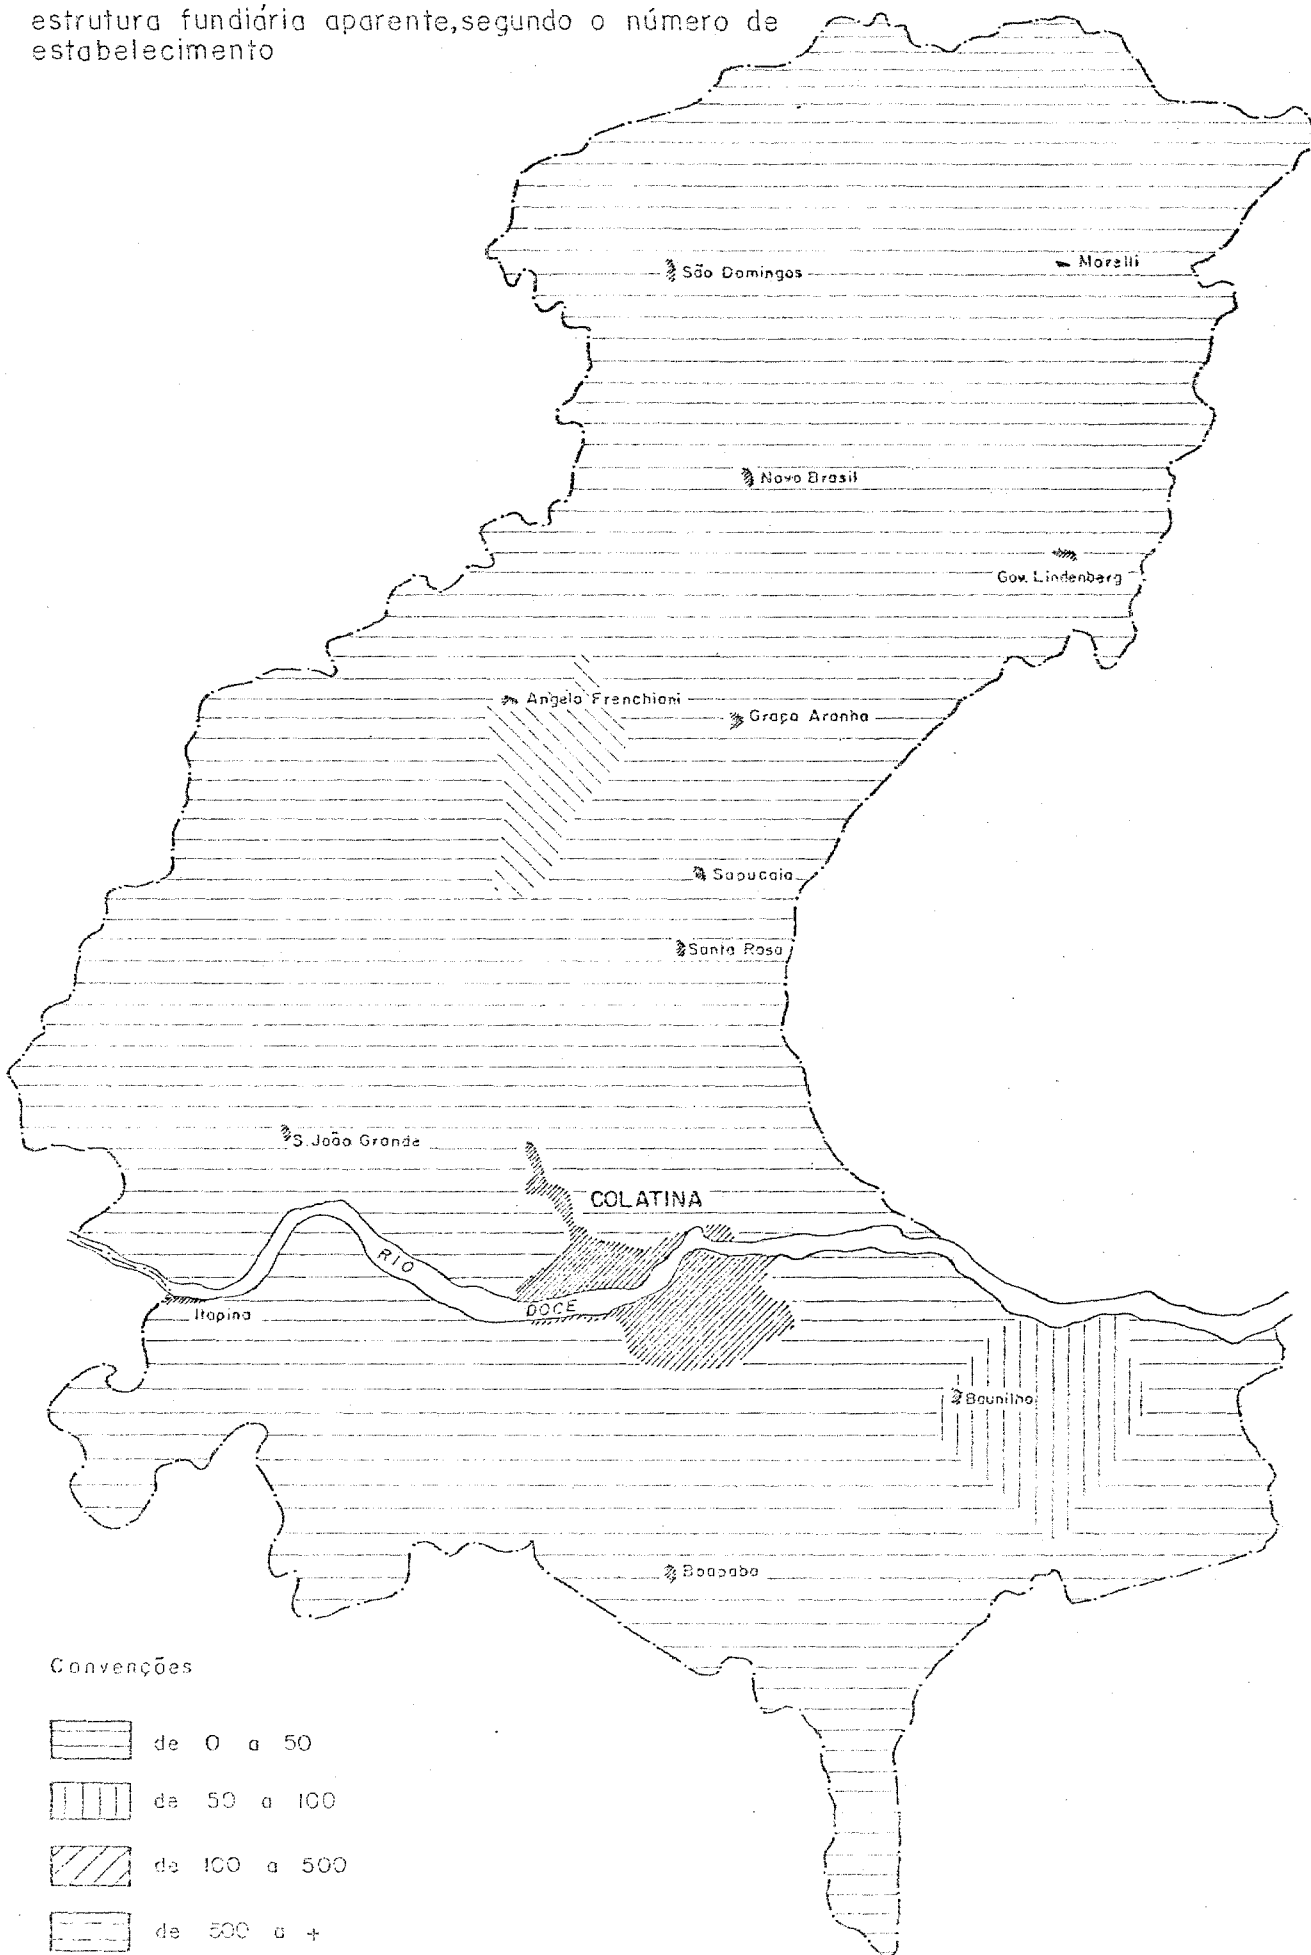 estrutura fundiária aparente,segundo o número de
estabelecimento
São Domingos
Morelli
Novo Brasil
Gov. Lindenberg
Angelo Frenchiani
Graça Aranha
Sapucaia
Santa Rosa
S. João Grande
COLATINA
RIO
DOCE
Itapina
Baunilha
Boapaba
Convenções
de 0 a 50
de 50 a 100
de 100 a 500
de 500 a +